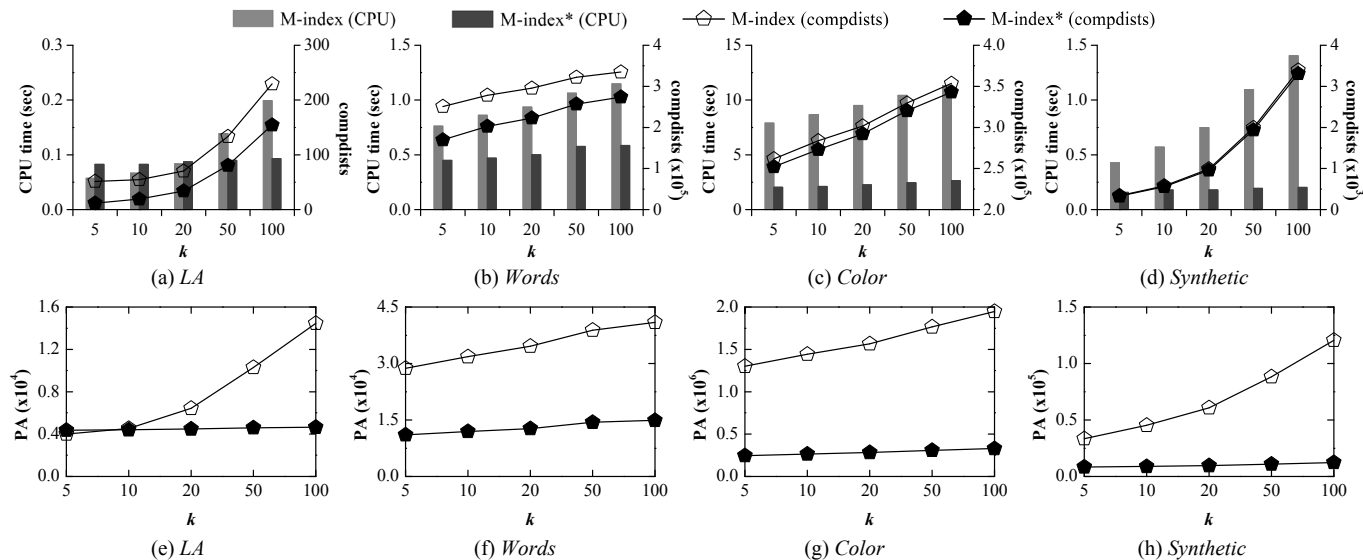 M-index (CPU) M-index* (CPU) M-index (compdists) M-index* (compdists)
CPU time (sec)
0.3
0.2
0.1
0.0
300
200
100
0
compdists
5 10 20 50 100
k
(a) LA
CPU time (sec)
1.5
1.0
0.5
0.0
4
3
2
1
0
compdists (x10⁵)
5 10 20 50 100
k
(b) Words
CPU time (sec)
15
10
5
0
4.0
3.5
3.0
2.5
2.0
compdists (x10⁵)
5 10 20 50 100
k
(c) Color
CPU time (sec)
1.5
1.0
0.5
0.0
4
3
2
1
0
compdists (x10³)
5 10 20 50 100
k
(d) Synthetic
PA (x10⁴)
1.6
1.2
0.8
0.4
0.0
5 10 20 50 100
k
(e) LA
PA (x10⁴)
4.5
3.0
1.5
0.0
5 10 20 50 100
k
(f) Words
PA (x10⁶)
2.0
1.5
1.0
0.5
0.0
5 10 20 50 100
k
(g) Color
PA (x10⁵)
1.5
1.0
0.5
0.0
5 10 20 50 100
k
(h) Synthetic